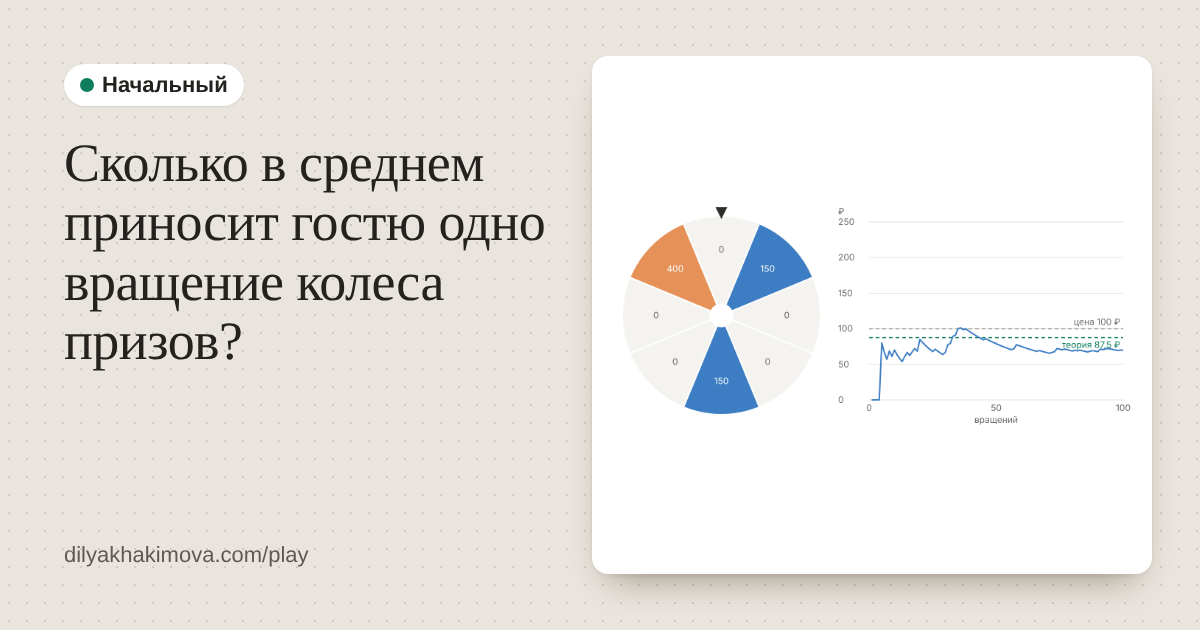 Начальный
Сколько в среднем
приносит гостю одно
вращение колеса
призов?
dilyakhakimova.com/play
0
150
0
0
150
0
0
400
₽
250
200
150
100
50
0
цена 100 ₽
теория 87,5 ₽
0
50
100
вращений